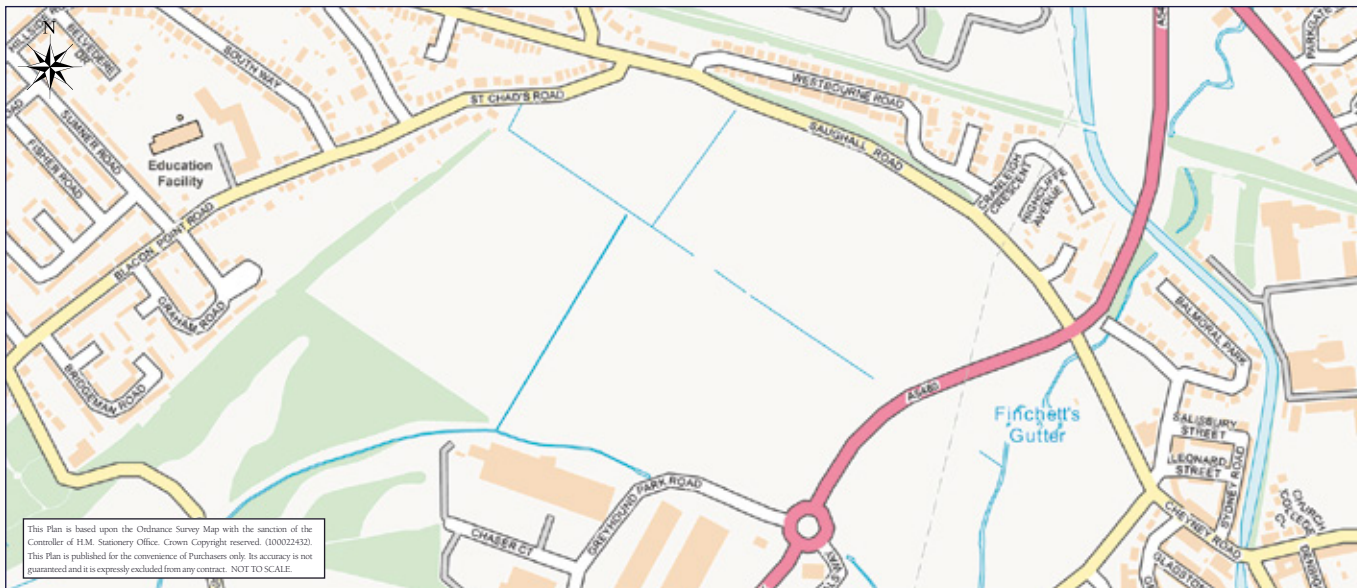 HILLSIDE RO
BELVEDERE
DR
N
SOUTH WAY
ST CHAD'S ROAD
SUMNER ROAD
FISHER ROAD
OAD
Education
Facility
BLACON POINT ROAD
GRAHAM ROAD
BRIDGEMAN ROAD
WESTBOURNE ROAD
SAUGHALL ROAD
CRANLEIGH
CRESCENT
HIGHCLIFFE
AVENUE
PARKGATE
BALMORAL PARK
A5480
Finchett's
Gutter
SALISBURY
STREET
LEONARD
STREET
SYDNEY ROAD
CHEYNEY ROAD
CHURCH
COLLEGE
CL
GREYHOUND PARK ROAD
CHASER CT
This Plan is based upon the Ordnance Survey Map with the sanction of the
Controller of H.M. Stationery Office. Crown Copyright reserved. (100022432).
This Plan is published for the convenience of Purchasers only. Its accuracy is not
guaranteed and it is expressly excluded from any contract. NOT TO SCALE.